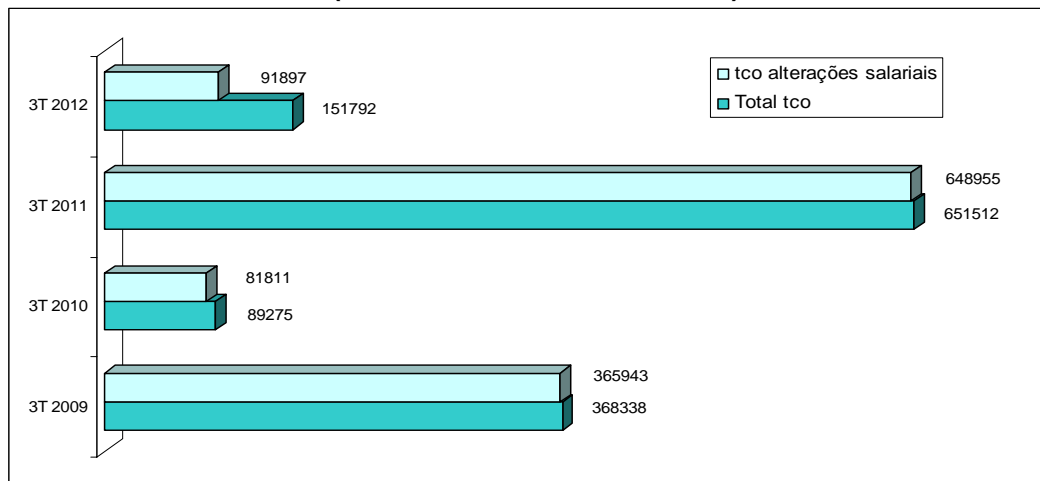 tco alterações salariais
Total tco
3T 2012
91897
151792
3T 2011
648955
651512
3T 2010
81811
89275
3T 2009
365943
368338